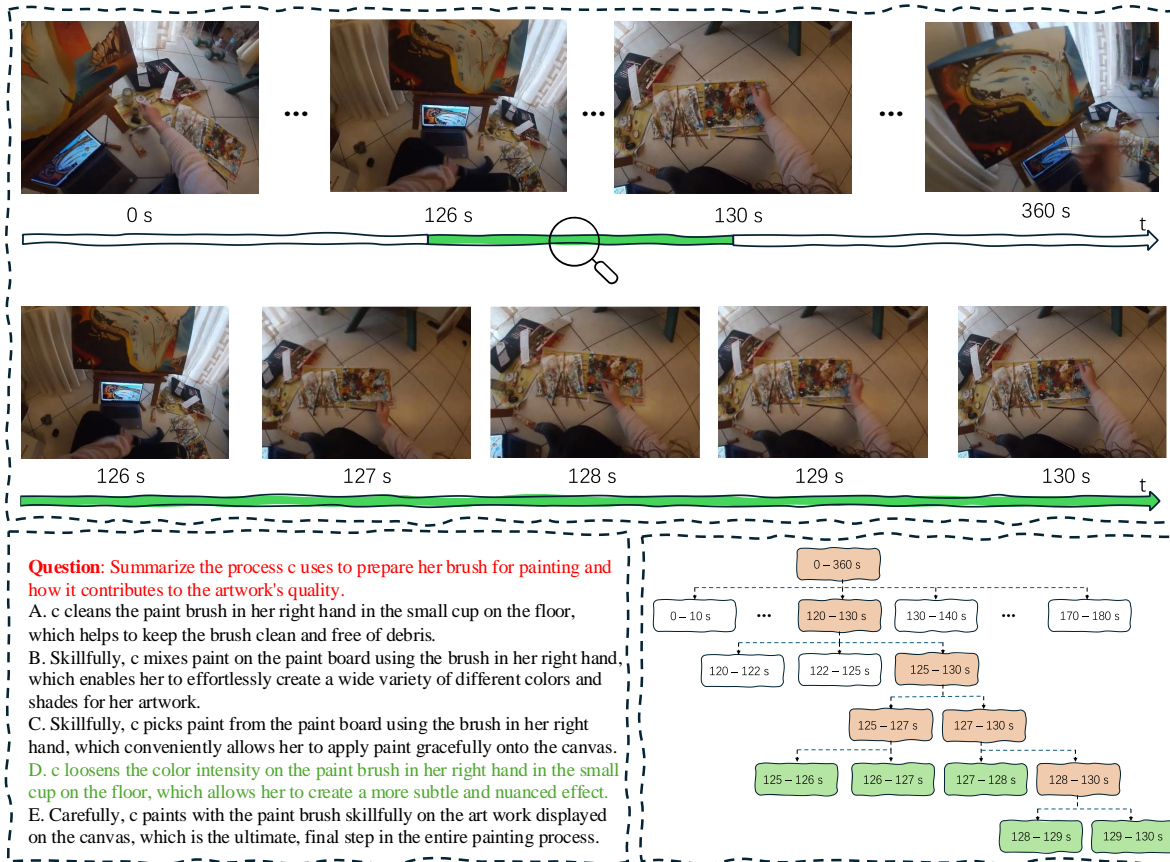 ... ... ...
0 s 126 s 130 s 360 s
t
126 s 127 s 128 s 129 s 130 s
t
Question: Summarize the process c uses to prepare her brush for painting and
how it contributes to the artwork's quality.
A. c cleans the paint brush in her right hand in the small cup on the floor,
which helps to keep the brush clean and free of debris.
B. Skillfully, c mixes paint on the paint board using the brush in her right hand,
which enables her to effortlessly create a wide variety of different colors and
shades for her artwork.
C. Skillfully, c picks paint from the paint board using the brush in her right
hand, which conveniently allows her to apply paint gracefully onto the canvas.
D. c loosens the color intensity on the paint brush in her right hand in the small
cup on the floor, which allows her to create a more subtle and nuanced effect.
E. Carefully, c paints with the paint brush skillfully on the art work displayed
on the canvas, which is the ultimate, final step in the entire painting process.
0-360 s
0-10 s ... 120-130 s 130-140 s ... 170-180 s
120-122 s 122-125 s 125-130 s
125-127 s 127-130 s
125-126 s 126-127 s 127-128 s 128-130 s
128-129 s 129-130 s